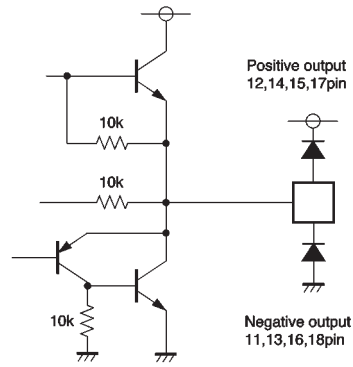 Positive output
12,14,15,17pin
10k
10k
10k
Negative output
11,13,16,18pin